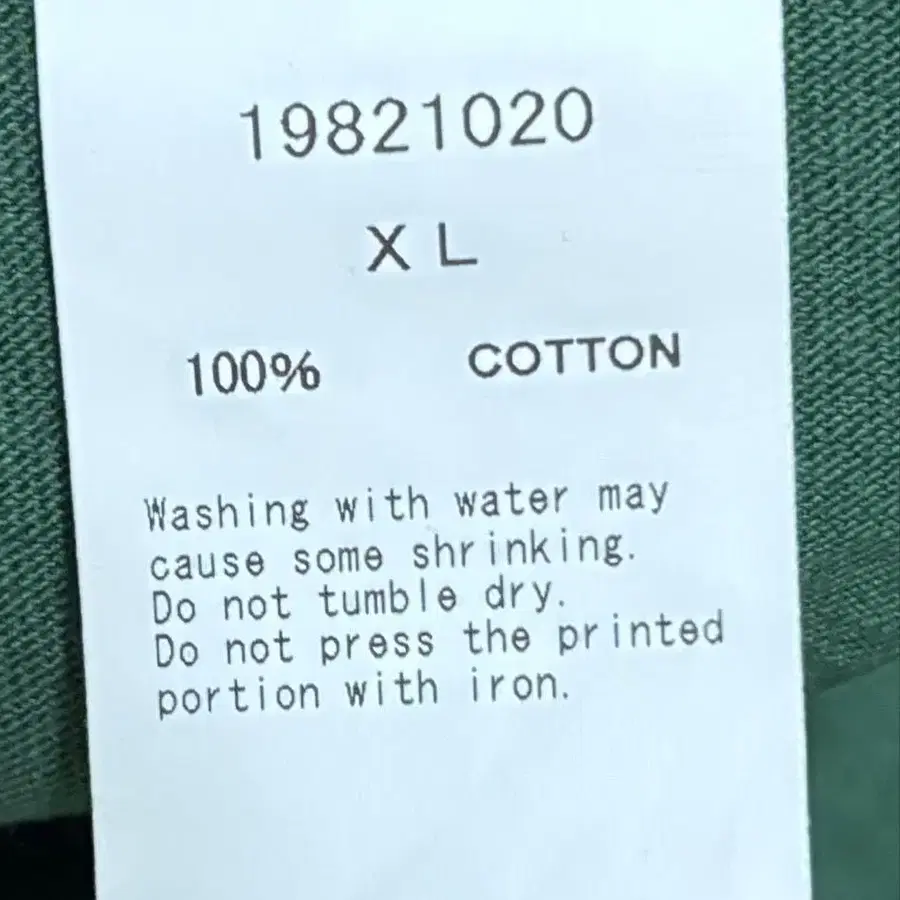 19821020
XL
100% COTTON
Washing with water may
cause some shrinking.
Do not tumble dry.
Do not press the printed
portion with iron.